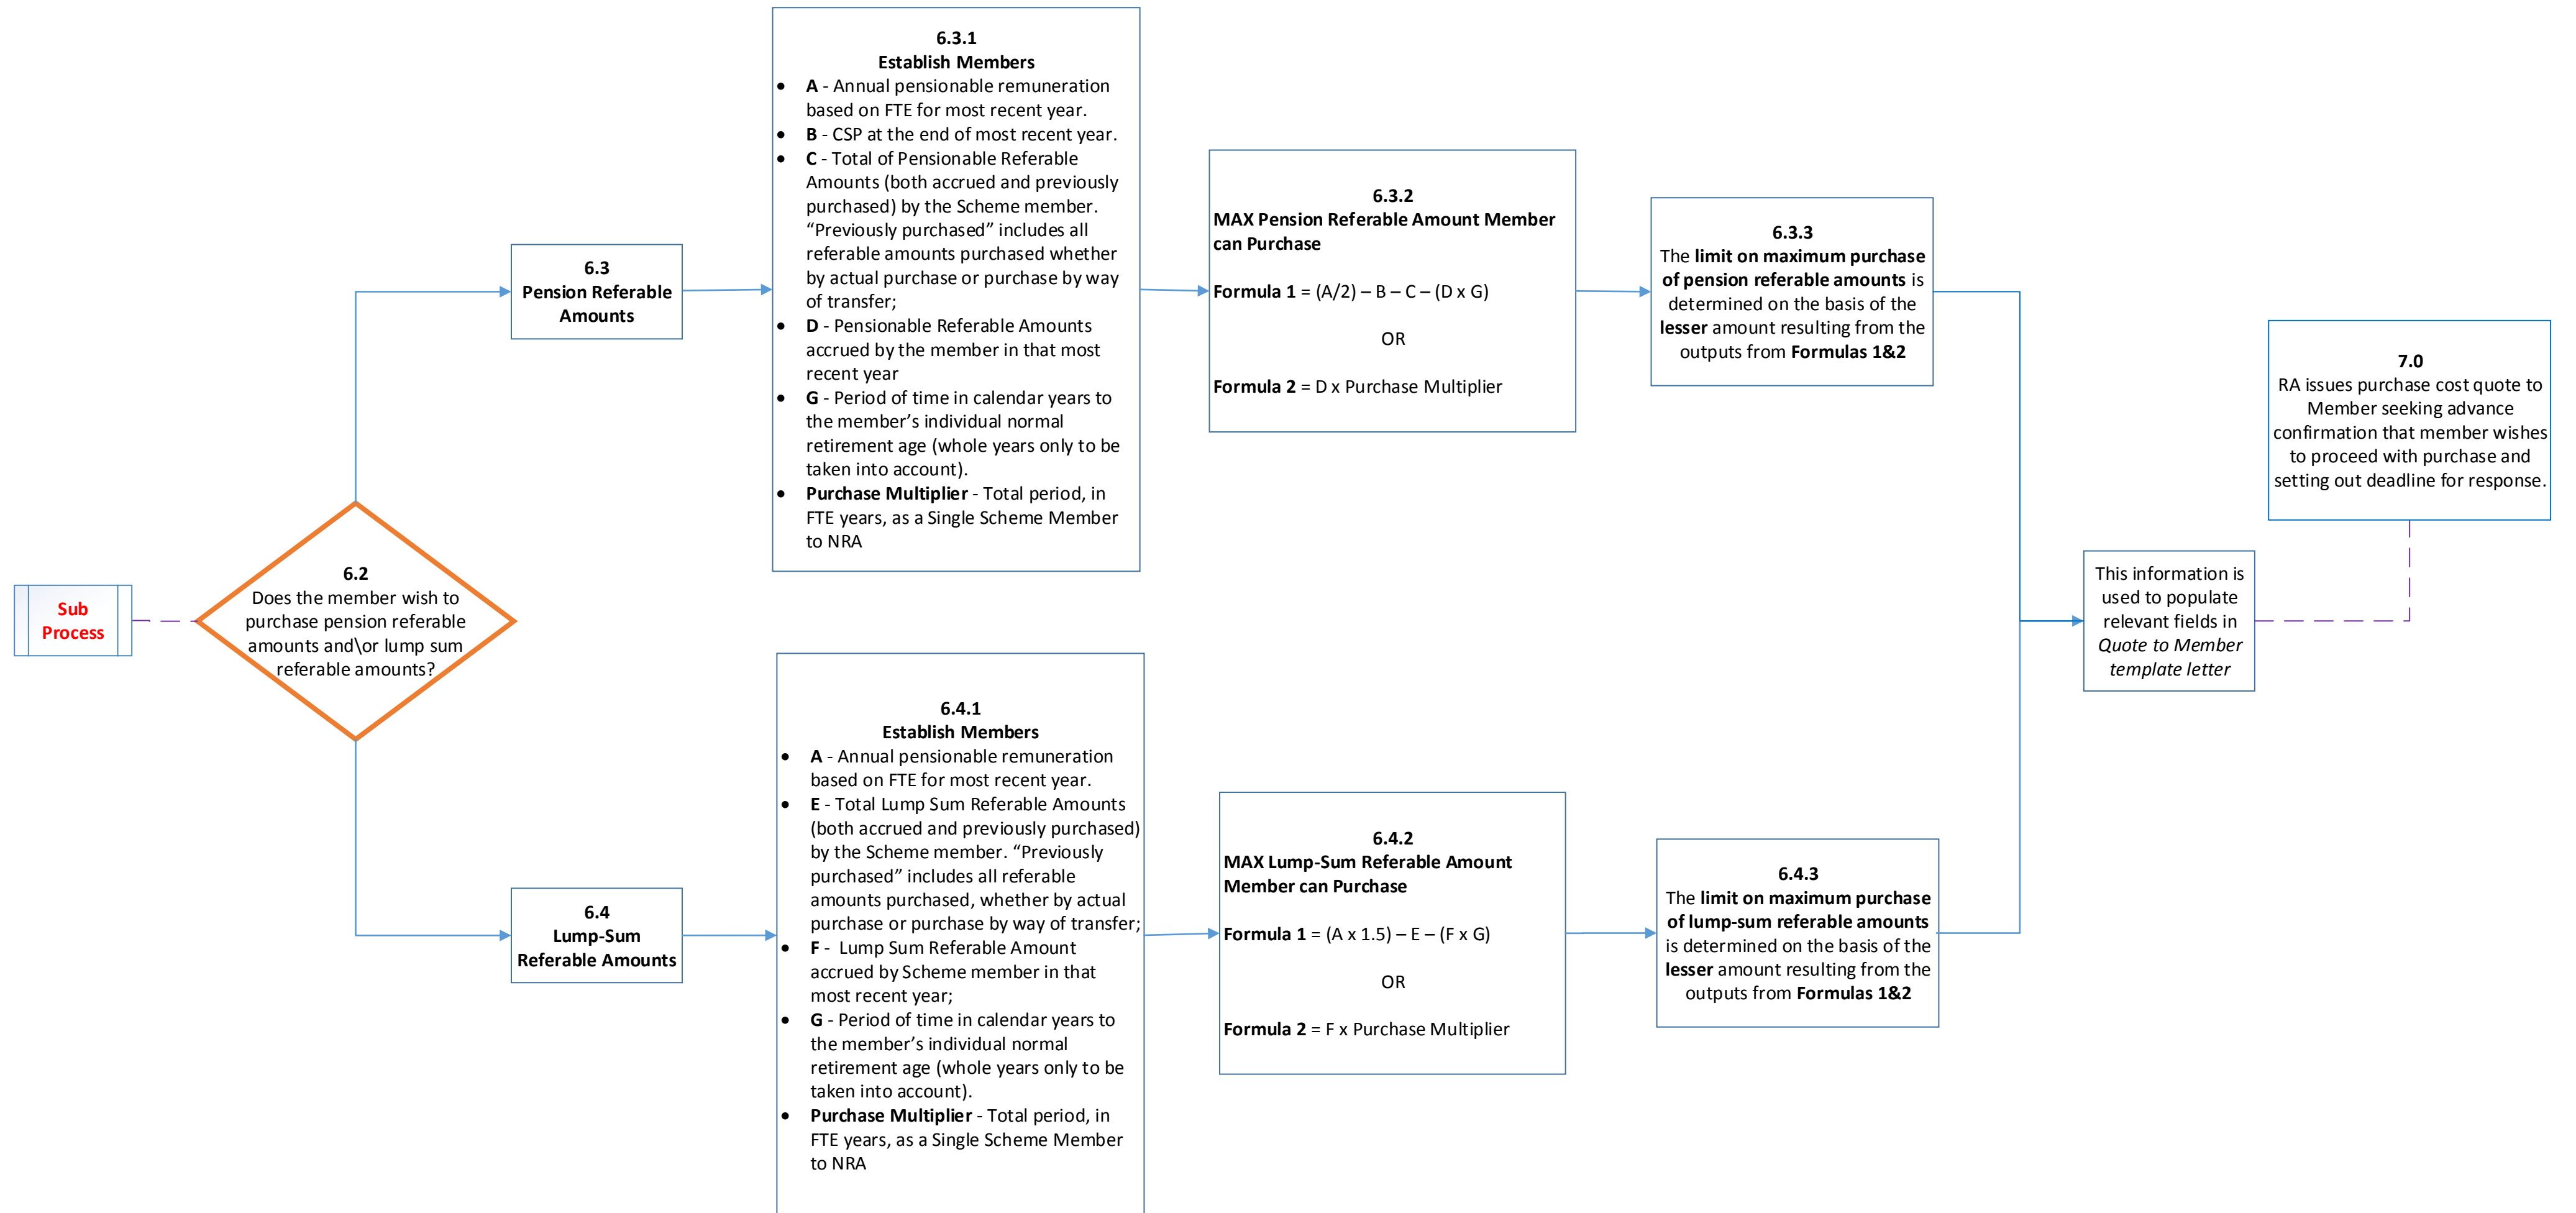 Sub
Process
6.2
Does the member wish to
purchase pension referable
amounts and\or lump sum
referable amounts?
6.3
Pension Referable
Amounts
6.3.1
Establish Members
• A - Annual pensionable remuneration
based on FTE for most recent year.
• B - CSP at the end of most recent year.
• C - Total of Pensionable Referable
Amounts (both accrued and previously
purchased) by the Scheme member.
“Previously purchased” includes all
referable amounts purchased whether
by actual purchase or purchase by way
of transfer;
• D - Pensionable Referable Amounts
accrued by the member in that most
recent year
• G - Period of time in calendar years to
the member’s individual normal
retirement age (whole years only to be
taken into account).
• Purchase Multiplier - Total period, in
FTE years, as a Single Scheme Member
to NRA
6.3.2
MAX Pension Referable Amount Member
can Purchase
Formula 1 = (A/2) – B – C – (D x G)
OR
Formula 2 = D x Purchase Multiplier
6.3.3
The limit on maximum purchase
of pension referable amounts is
determined on the basis of the
lesser amount resulting from the
outputs from Formulas 1&2
6.4
Lump-Sum
Referable Amounts
6.4.1
Establish Members
• A - Annual pensionable remuneration
based on FTE for most recent year.
• E - Total Lump Sum Referable Amounts
(both accrued and previously purchased)
by the Scheme member. “Previously
purchased” includes all referable
amounts purchased, whether by actual
purchase or purchase by way of transfer;
• F - Lump Sum Referable Amount
accrued by Scheme member in that
most recent year;
• G - Period of time in calendar years to
the member’s individual normal
retirement age (whole years only to be
taken into account).
• Purchase Multiplier - Total period, in
FTE years, as a Single Scheme Member
to NRA
6.4.2
MAX Lump-Sum Referable Amount
Member can Purchase
Formula 1 = (A x 1.5) – E – (F x G)
OR
Formula 2 = F x Purchase Multiplier
6.4.3
The limit on maximum purchase
of lump-sum referable amounts
is determined on the basis of the
lesser amount resulting from the
outputs from Formulas 1&2
This information is
used to populate
relevant fields in
Quote to Member
template letter
7.0
RA issues purchase cost quote to
Member seeking advance
confirmation that member wishes
to proceed with purchase and
setting out deadline for response.